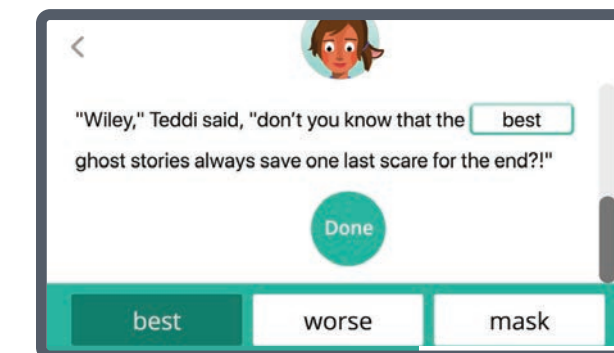 "Wiley," Teddi said, "don't you know that the best
ghost stories always save one last scare for the end?!"
Done
best worse mask